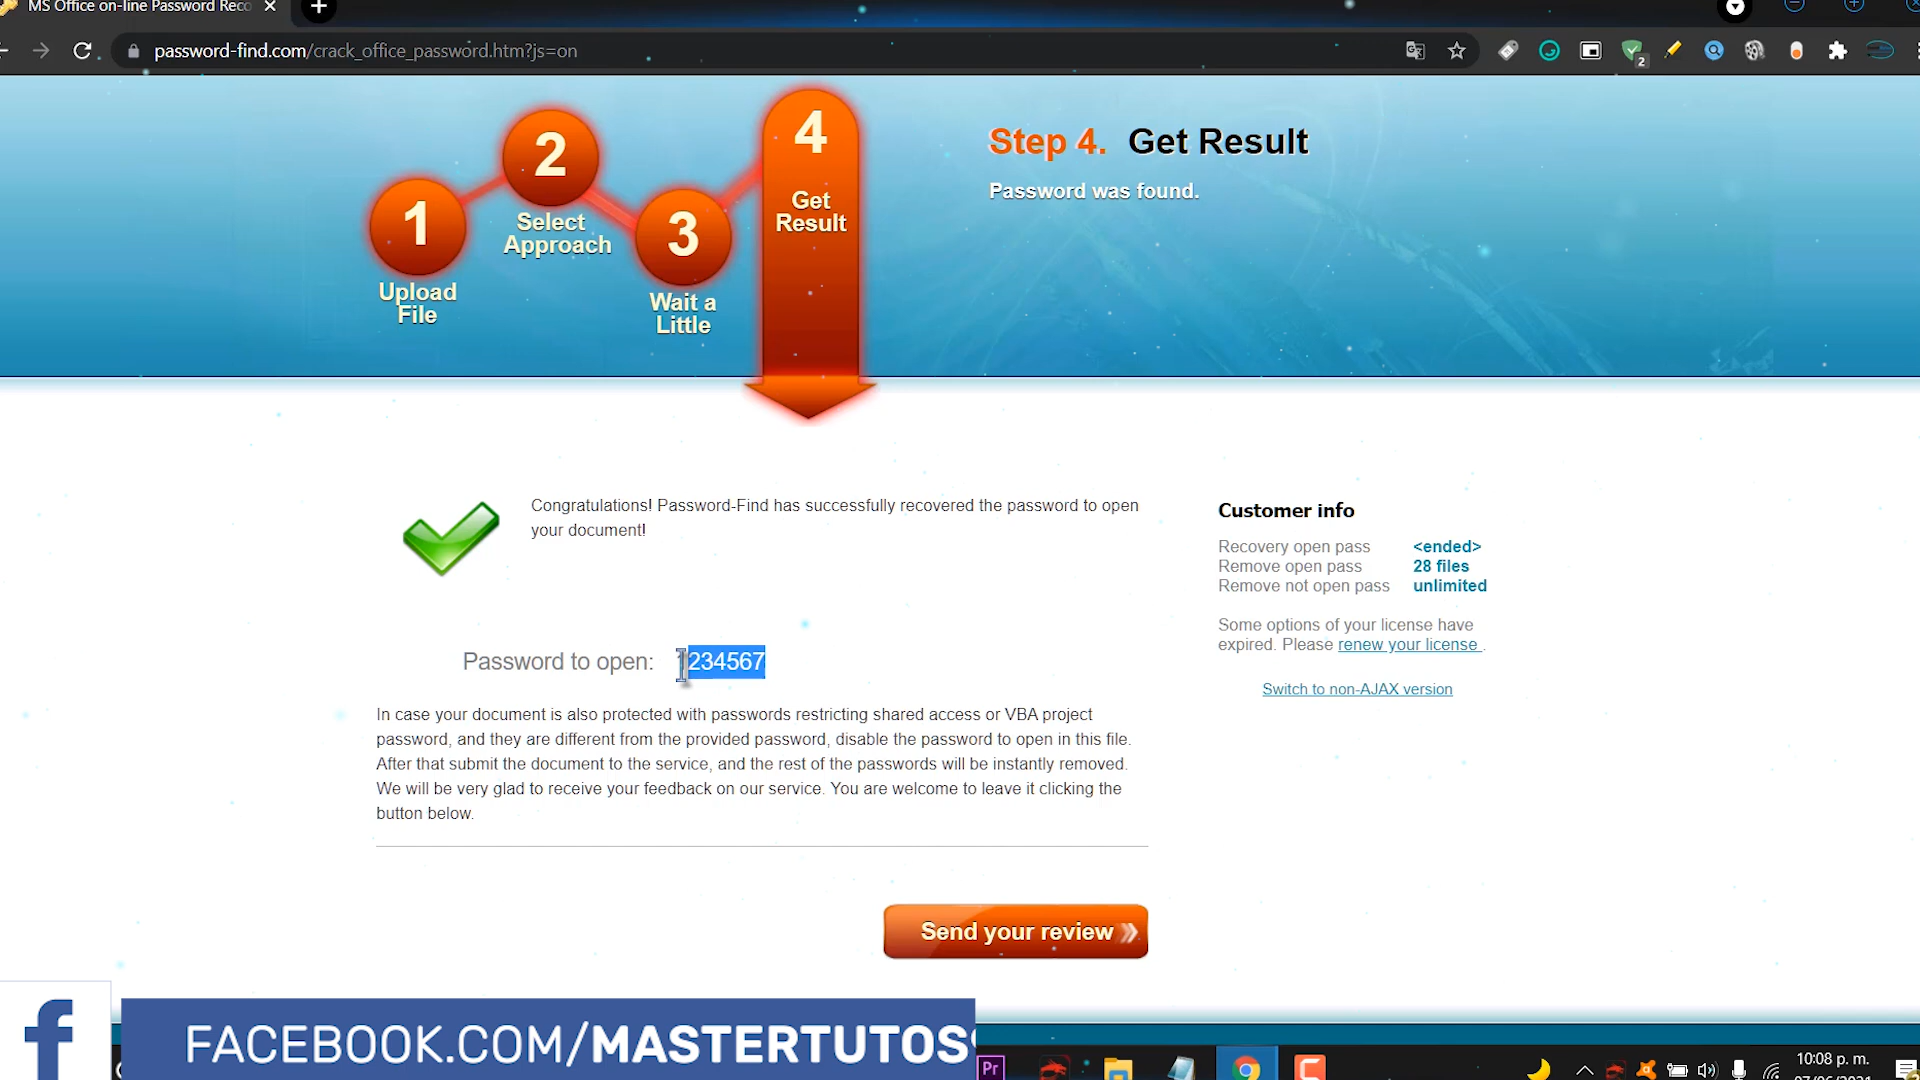 MS Office on-line Password Reco
password-find.com/crack_office_password.htm?js=on
2
1
Upload
File
2
Select
Approach
3
Wait a
Little
4
Get
Result
Step 4. Get Result
Password was found.
Congratulations! Password-Find has successfully recovered the password to open
your document!
Password to open: 1234567
In case your document is also protected with passwords restricting shared access or VBA project
password, and they are different from the provided password, disable the password to open in this file.
After that submit the document to the service, and the rest of the passwords will be instantly removed.
We will be very glad to receive your feedback on our service. You are welcome to leave it clicking the
button below.
Send your review
Customer info
Recovery open pass <ended>
Remove open pass 28 files
Remove not open pass unlimited
Some options of your license have
expired. Please renew your license .
Switch to non-AJAX version
f
FACEBOOK.COM/MASTERTUTOS
Pr
10:08 p. m.